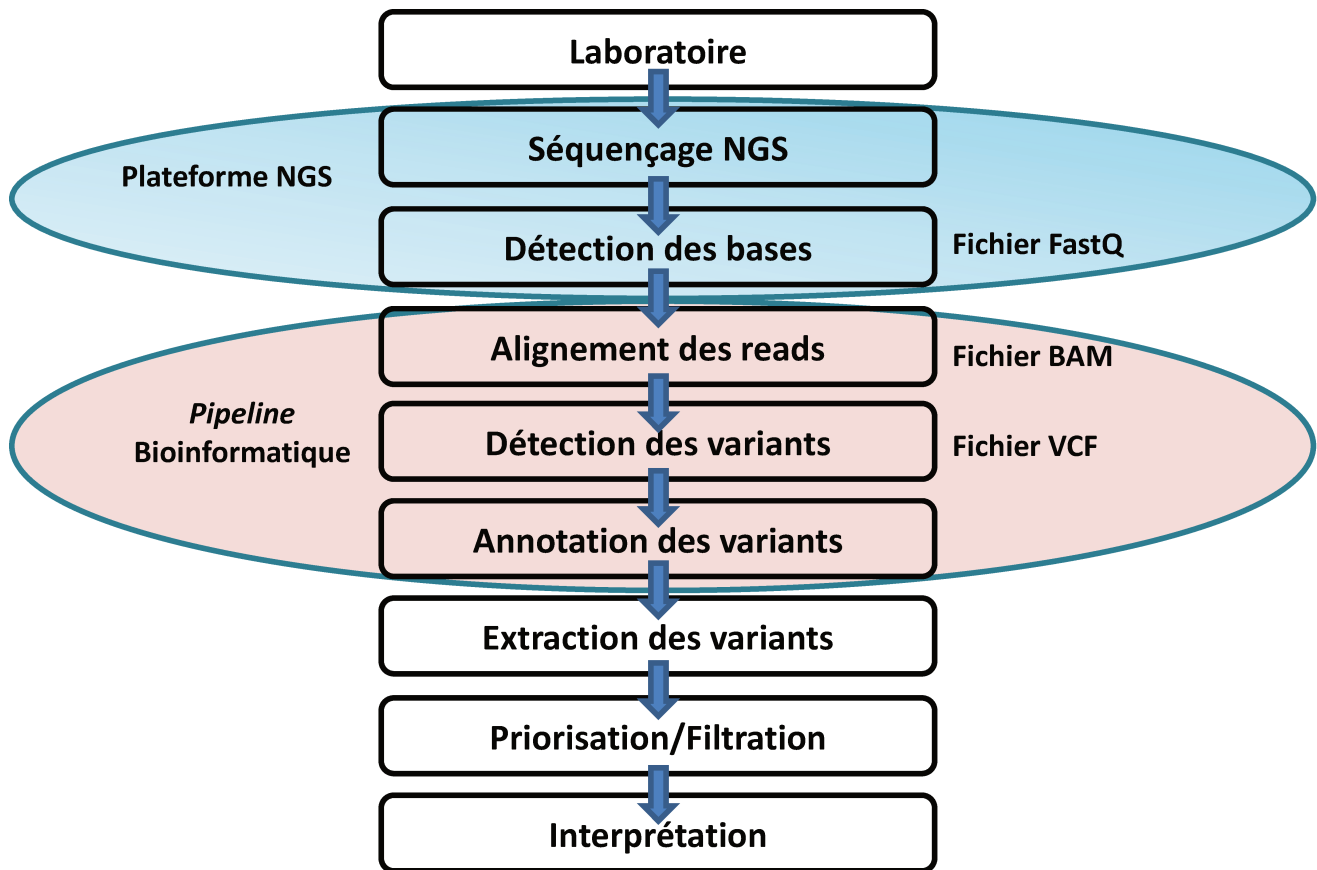 Laboratoire
Séquençage NGS
Plateforme NGS
Détection des bases
Fichier FastQ
Alignement des reads
Fichier BAM
Pipeline
Bioinformatique
Détection des variants
Fichier VCF
Annotation des variants
Extraction des variants
Priorisation/Filtration
Interprétation